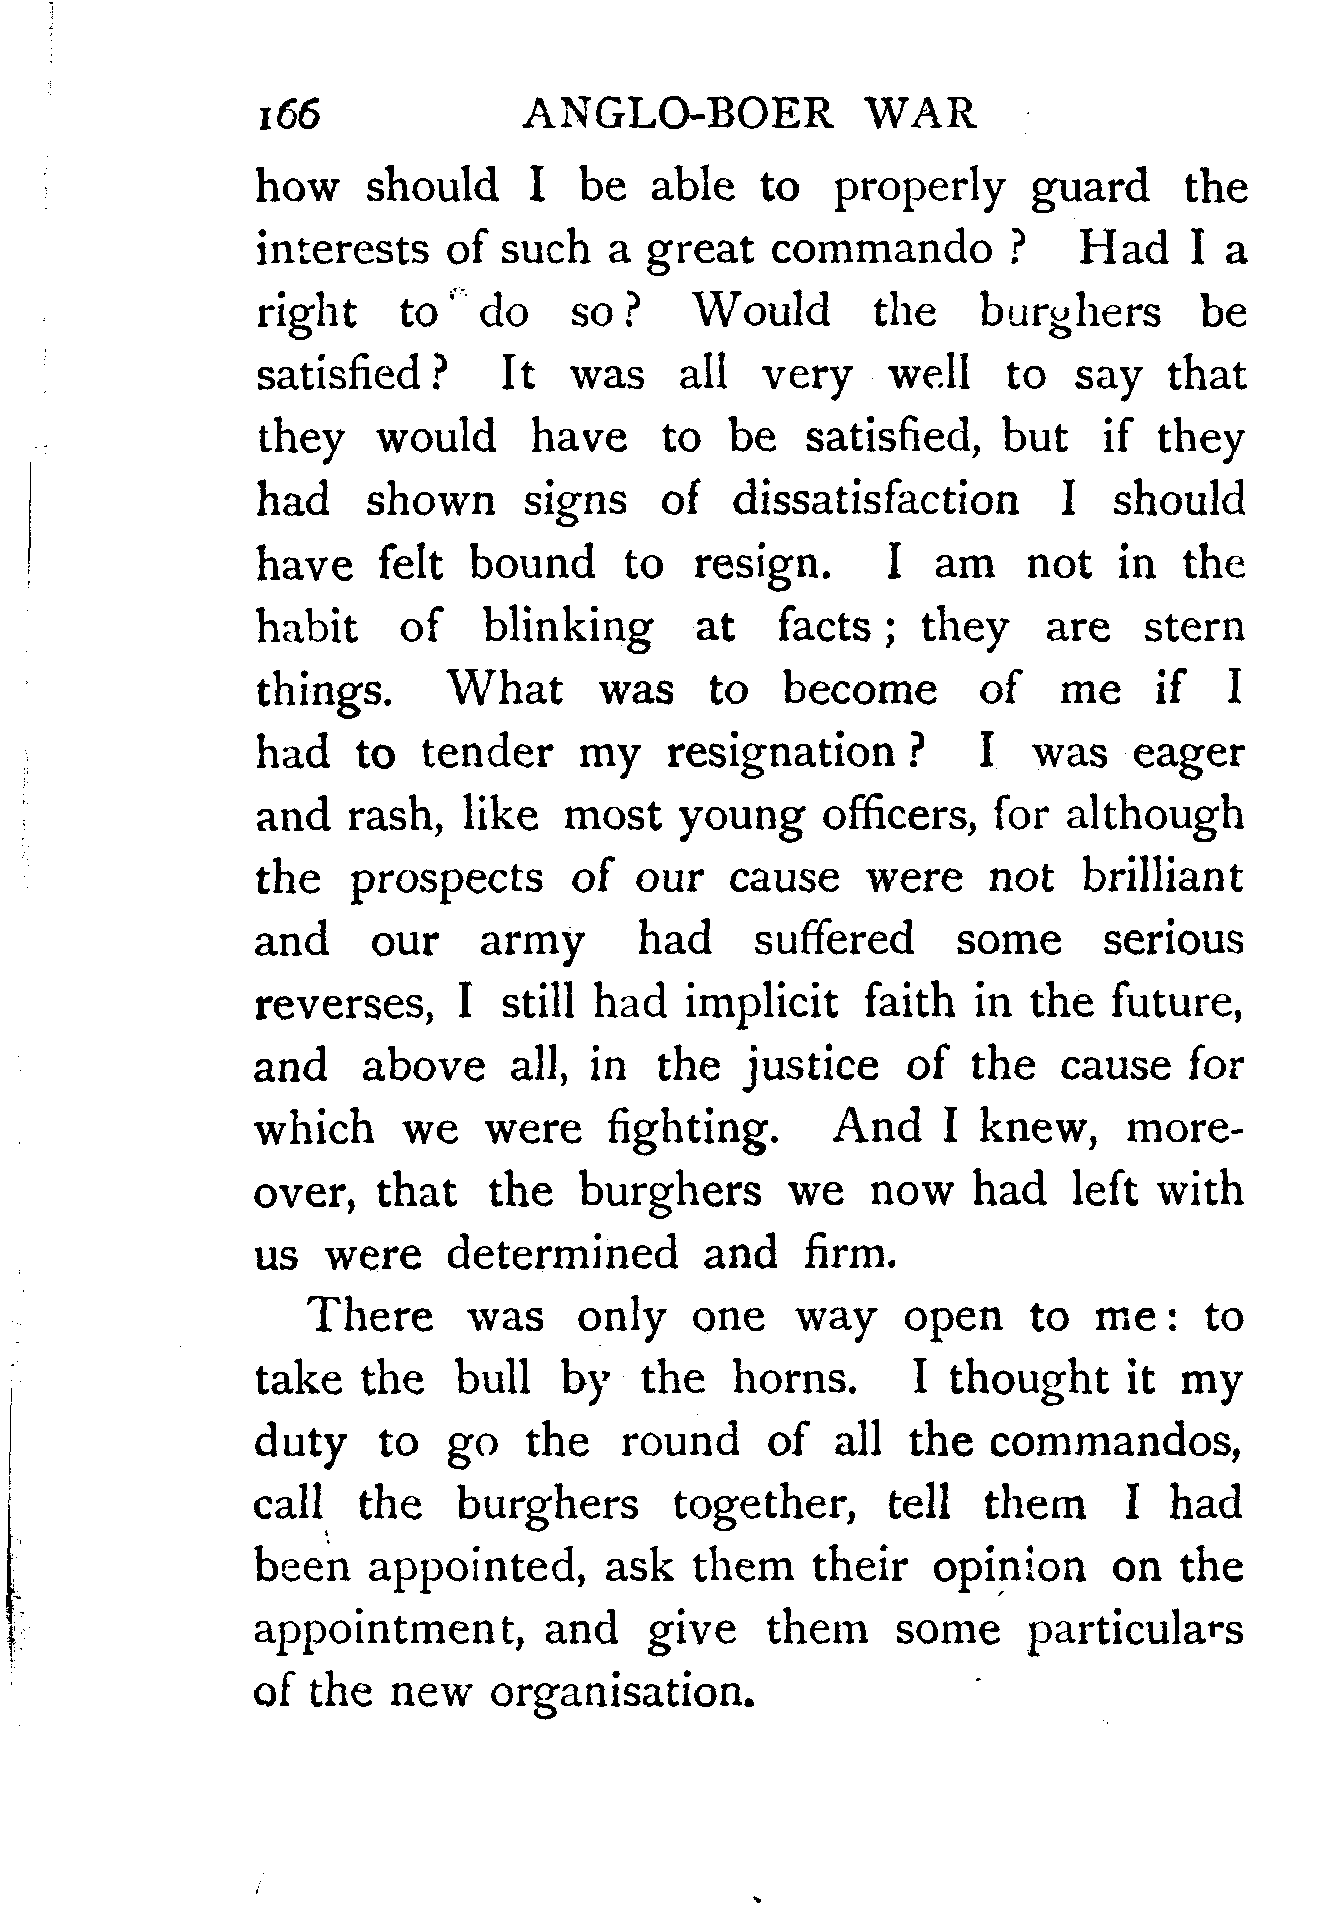 166 ANGLO-BOER WAR
how should I be able to properly guard the
interests of such a great commando ? Had I a
right to do so ? Would the burghers be
satisfied ? It was all very well to say that
they would have to be satisfied, but if they
had shown signs of dissatisfaction I should
have felt bound to resign. I am not in the
habit of blinking at facts ; they are stern
things. What was to become of me if I
had to tender my resignation ? I was eager
and rash, like most young officers, for although
the prospects of our cause were not brilliant
and our army had suffered some serious
reverses, I still had implicit faith in the future,
and above all, in the justice of the cause for
which we were fighting. And I knew, more-
over, that the burghers we now had left with
us were determined and firm.
There was only one way open to me : to
take the bull by the horns. I thought it my
duty to go the round of all the commandos,
call the burghers together, tell them I had
been appointed, ask them their opinion on the
appointment, and give them some particulars
of the new organisation.